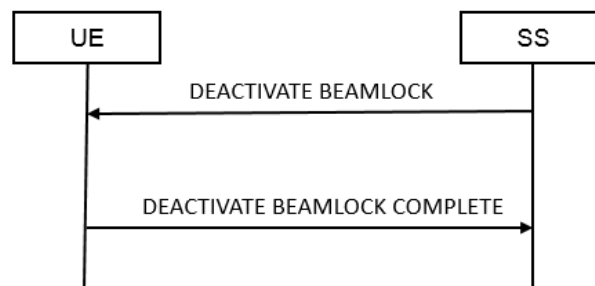 UE
SS
DEACTIVATE BEAMLOCK
DEACTIVATE BEAMLOCK COMPLETE